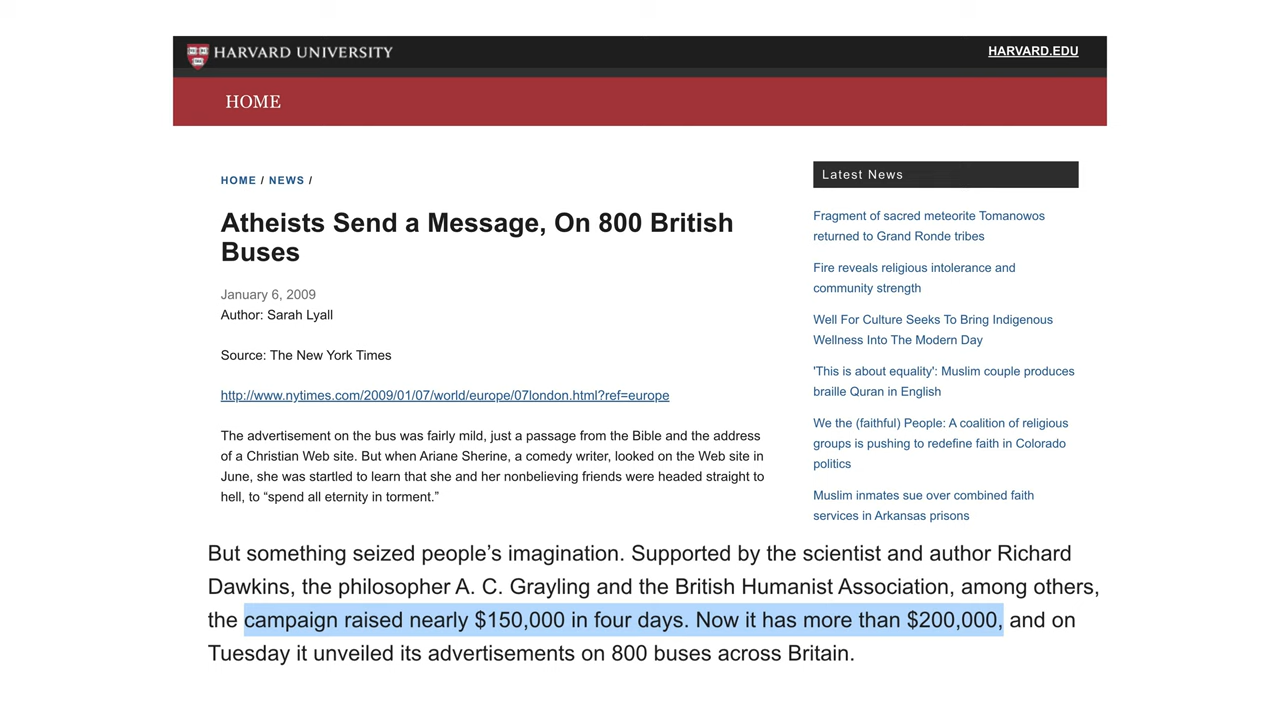 HARVARD UNIVERSITY
HARVARD.EDU
HOME
HOME / NEWS /
Atheists Send a Message, On 800 British
Buses
January 6, 2009
Author: Sarah Lyall
Source: The New York Times
http://www.nytimes.com/2009/01/07/world/europe/07london.html?ref=europe
The advertisement on the bus was fairly mild, just a passage from the Bible and the address
of a Christian Web site. But when Ariane Sherine, a comedy writer, looked on the Web site in
June, she was startled to learn that she and her nonbelieving friends were headed straight to
hell, to “spend all eternity in torment.”
Latest News
Fragment of sacred meteorite Tomanowos
returned to Grand Ronde tribes
Fire reveals religious intolerance and
community strength
Well For Culture Seeks To Bring Indigenous
Wellness Into The Modern Day
'This is about equality': Muslim couple produces
braille Quran in English
We the (faithful) People: A coalition of religious
groups is pushing to redefine faith in Colorado
politics
Muslim inmates sue over combined faith
services in Arkansas prisons
But something seized people’s imagination. Supported by the scientist and author Richard
Dawkins, the philosopher A. C. Grayling and the British Humanist Association, among others,
the campaign raised nearly $150,000 in four days. Now it has more than $200,000, and on
Tuesday it unveiled its advertisements on 800 buses across Britain.